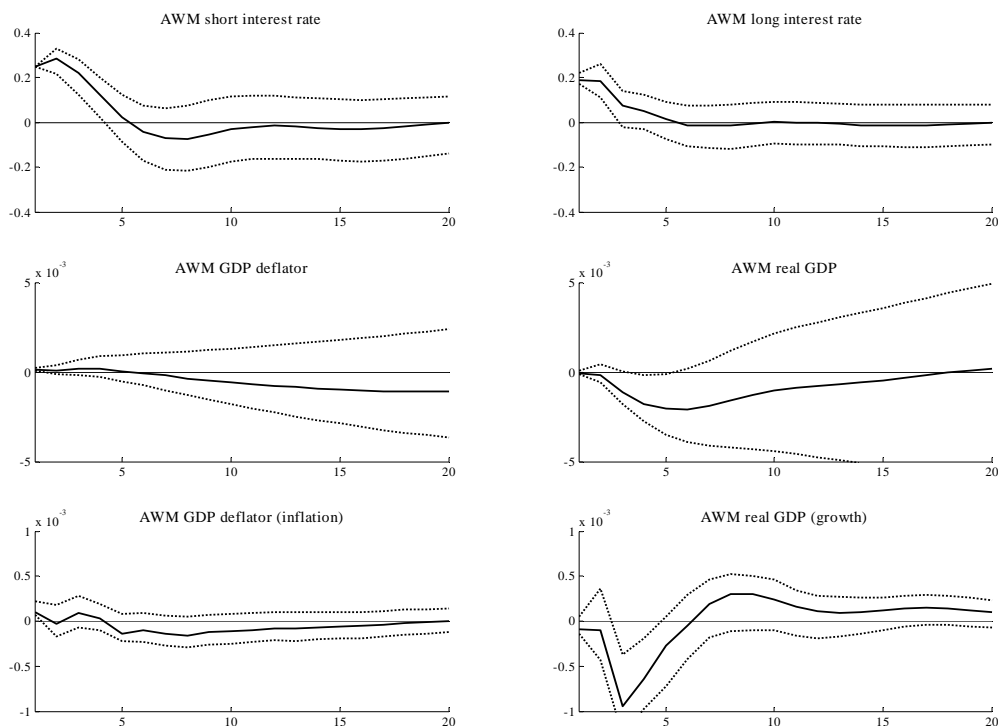 AWM short interest rate
0.4
0.2
0
-0.2
-0.4
5 10 15 20
AWM long interest rate
0.4
0.2
0
-0.2
-0.4
5 10 15 20
AWM GDP deflator
x 10^-3
5
0
-5
5 10 15 20
AWM real GDP
x 10^-3
5
0
-5
5 10 15 20
AWM GDP deflator (inflation)
x 10^-3
1
0.5
0
-0.5
-1
5 10 15 20
AWM real GDP (growth)
x 10^-3
1
0.5
0
-0.5
-1
5 10 15 20